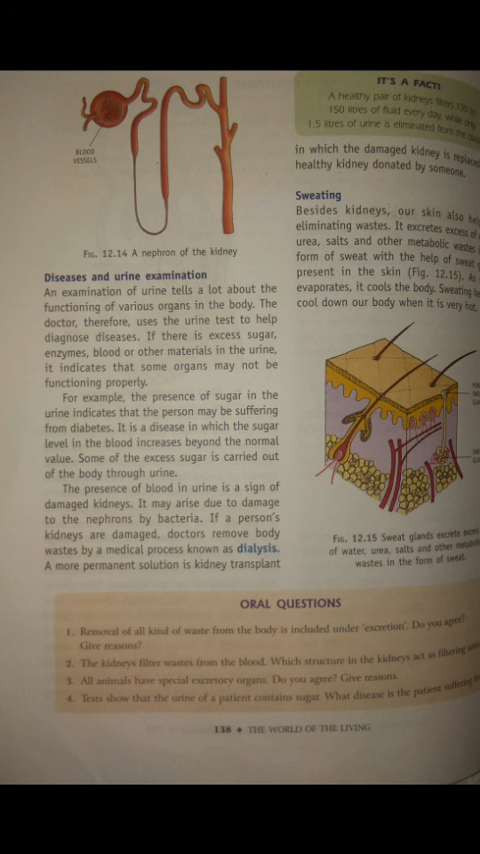 BLOOD
VESSELS
FIG. 12.14 A nephron of the kidney
Diseases and urine examination
An examination of urine tells a lot about the
functioning of various organs in the body. The
doctor, therefore, uses the urine test to help
diagnose diseases. If there is excess sugar,
enzymes, blood or other materials in the urine,
it indicates that some organs may not be
functioning properly.
For example, the presence of sugar in the
urine indicates that the person may be suffering
from diabetes. It is a disease in which the sugar
level in the blood increases beyond the normal
value. Some of the excess sugar is carried out
of the body through urine.
The presence of blood in urine is a sign of
damaged kidneys. It may arise due to damage
to the nephrons by bacteria. If a person's
kidneys are damaged, doctors remove body
wastes by a medical process known as dialysis.
A more permanent solution is kidney transplant
IT'S A FACT!
A healthy pair of kidneys filters
150 litres of fluid every day, while only
1.5 litres of urine is eliminated from the
in which the damaged kidney is replaced
healthy kidney donated by someone.
Sweating
Besides kidneys, our skin also
eliminating wastes. It excretes excess of
urea, salts and other metabolic wastes
form of sweat with the help of sweat
present in the skin (Fig. 12.15). As
evaporates, it cools the body. Sweating
cool down our body when it is very hot.
FIG. 12.15 Sweat glands excrete
of water, urea, salts and other
wastes in the form of sweat.
ORAL QUESTIONS
1. Removal of all kind of waste from the body is included under 'excretion'. Do you agree?
Give reasons?
2. The kidneys filter wastes from the blood. Which structure in the kidneys act as filtering
3. All animals have special excretory organs. Do you agree? Give reasons.
4. Tests show that the urine of a patient contains sugar. What disease is the patient suffering
138 ★ THE WORLD OF THE LIVING